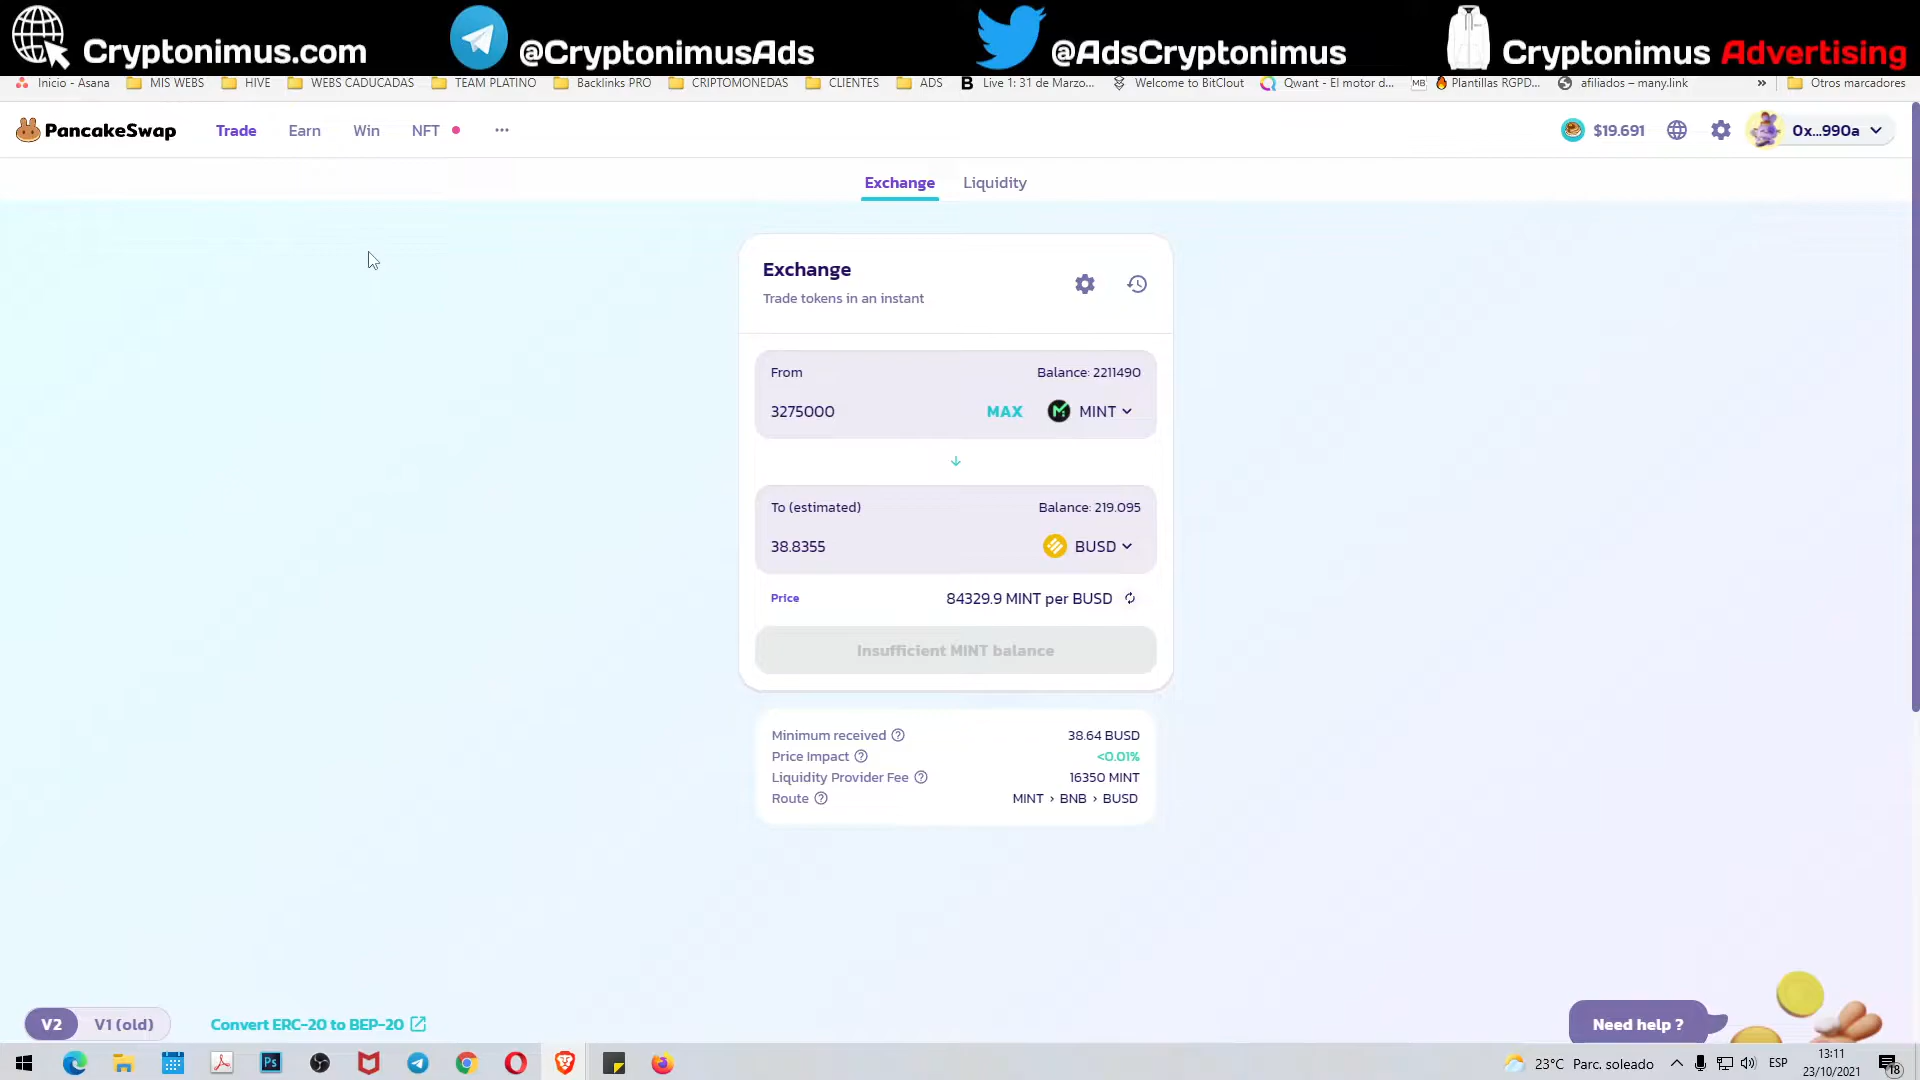 Cryptonimus.com
@CryptonimusAds
@AdsCryptonimus
Cryptonimus Advertising
Inicio - Asana
MIS WEBS
HIVE
WEBS CADUCADAS
TEAM PLATINO
Backlinks PRO
CRIPTOMONEDAS
CLIENTES
ADS
B Live 1: 31 de Marzo...
Welcome to BitClout
Qwant - El motor d...
MB
Plantillas RGPD...
afiliados – many.link
»
Otros marcadores
PancakeSwap
Trade
Earn
Win
NFT
...
$19.691
0x...990a
Exchange
Liquidity
Exchange
Trade tokens in an instant
From
Balance: 2211490
3275000
MAX
MINT
To (estimated)
Balance: 219.095
38.8355
BUSD
Price
84329.9 MINT per BUSD
Insufficient MINT balance
Minimum received
38.64 BUSD
Price Impact
<0.01%
Liquidity Provider Fee
16350 MINT
Route
MINT › BNB › BUSD
V2
V1 (old)
Convert ERC-20 to BEP-20
Need help ?
Ps
23°C Parc. soleado
ESP
13:11
23/10/2021
18